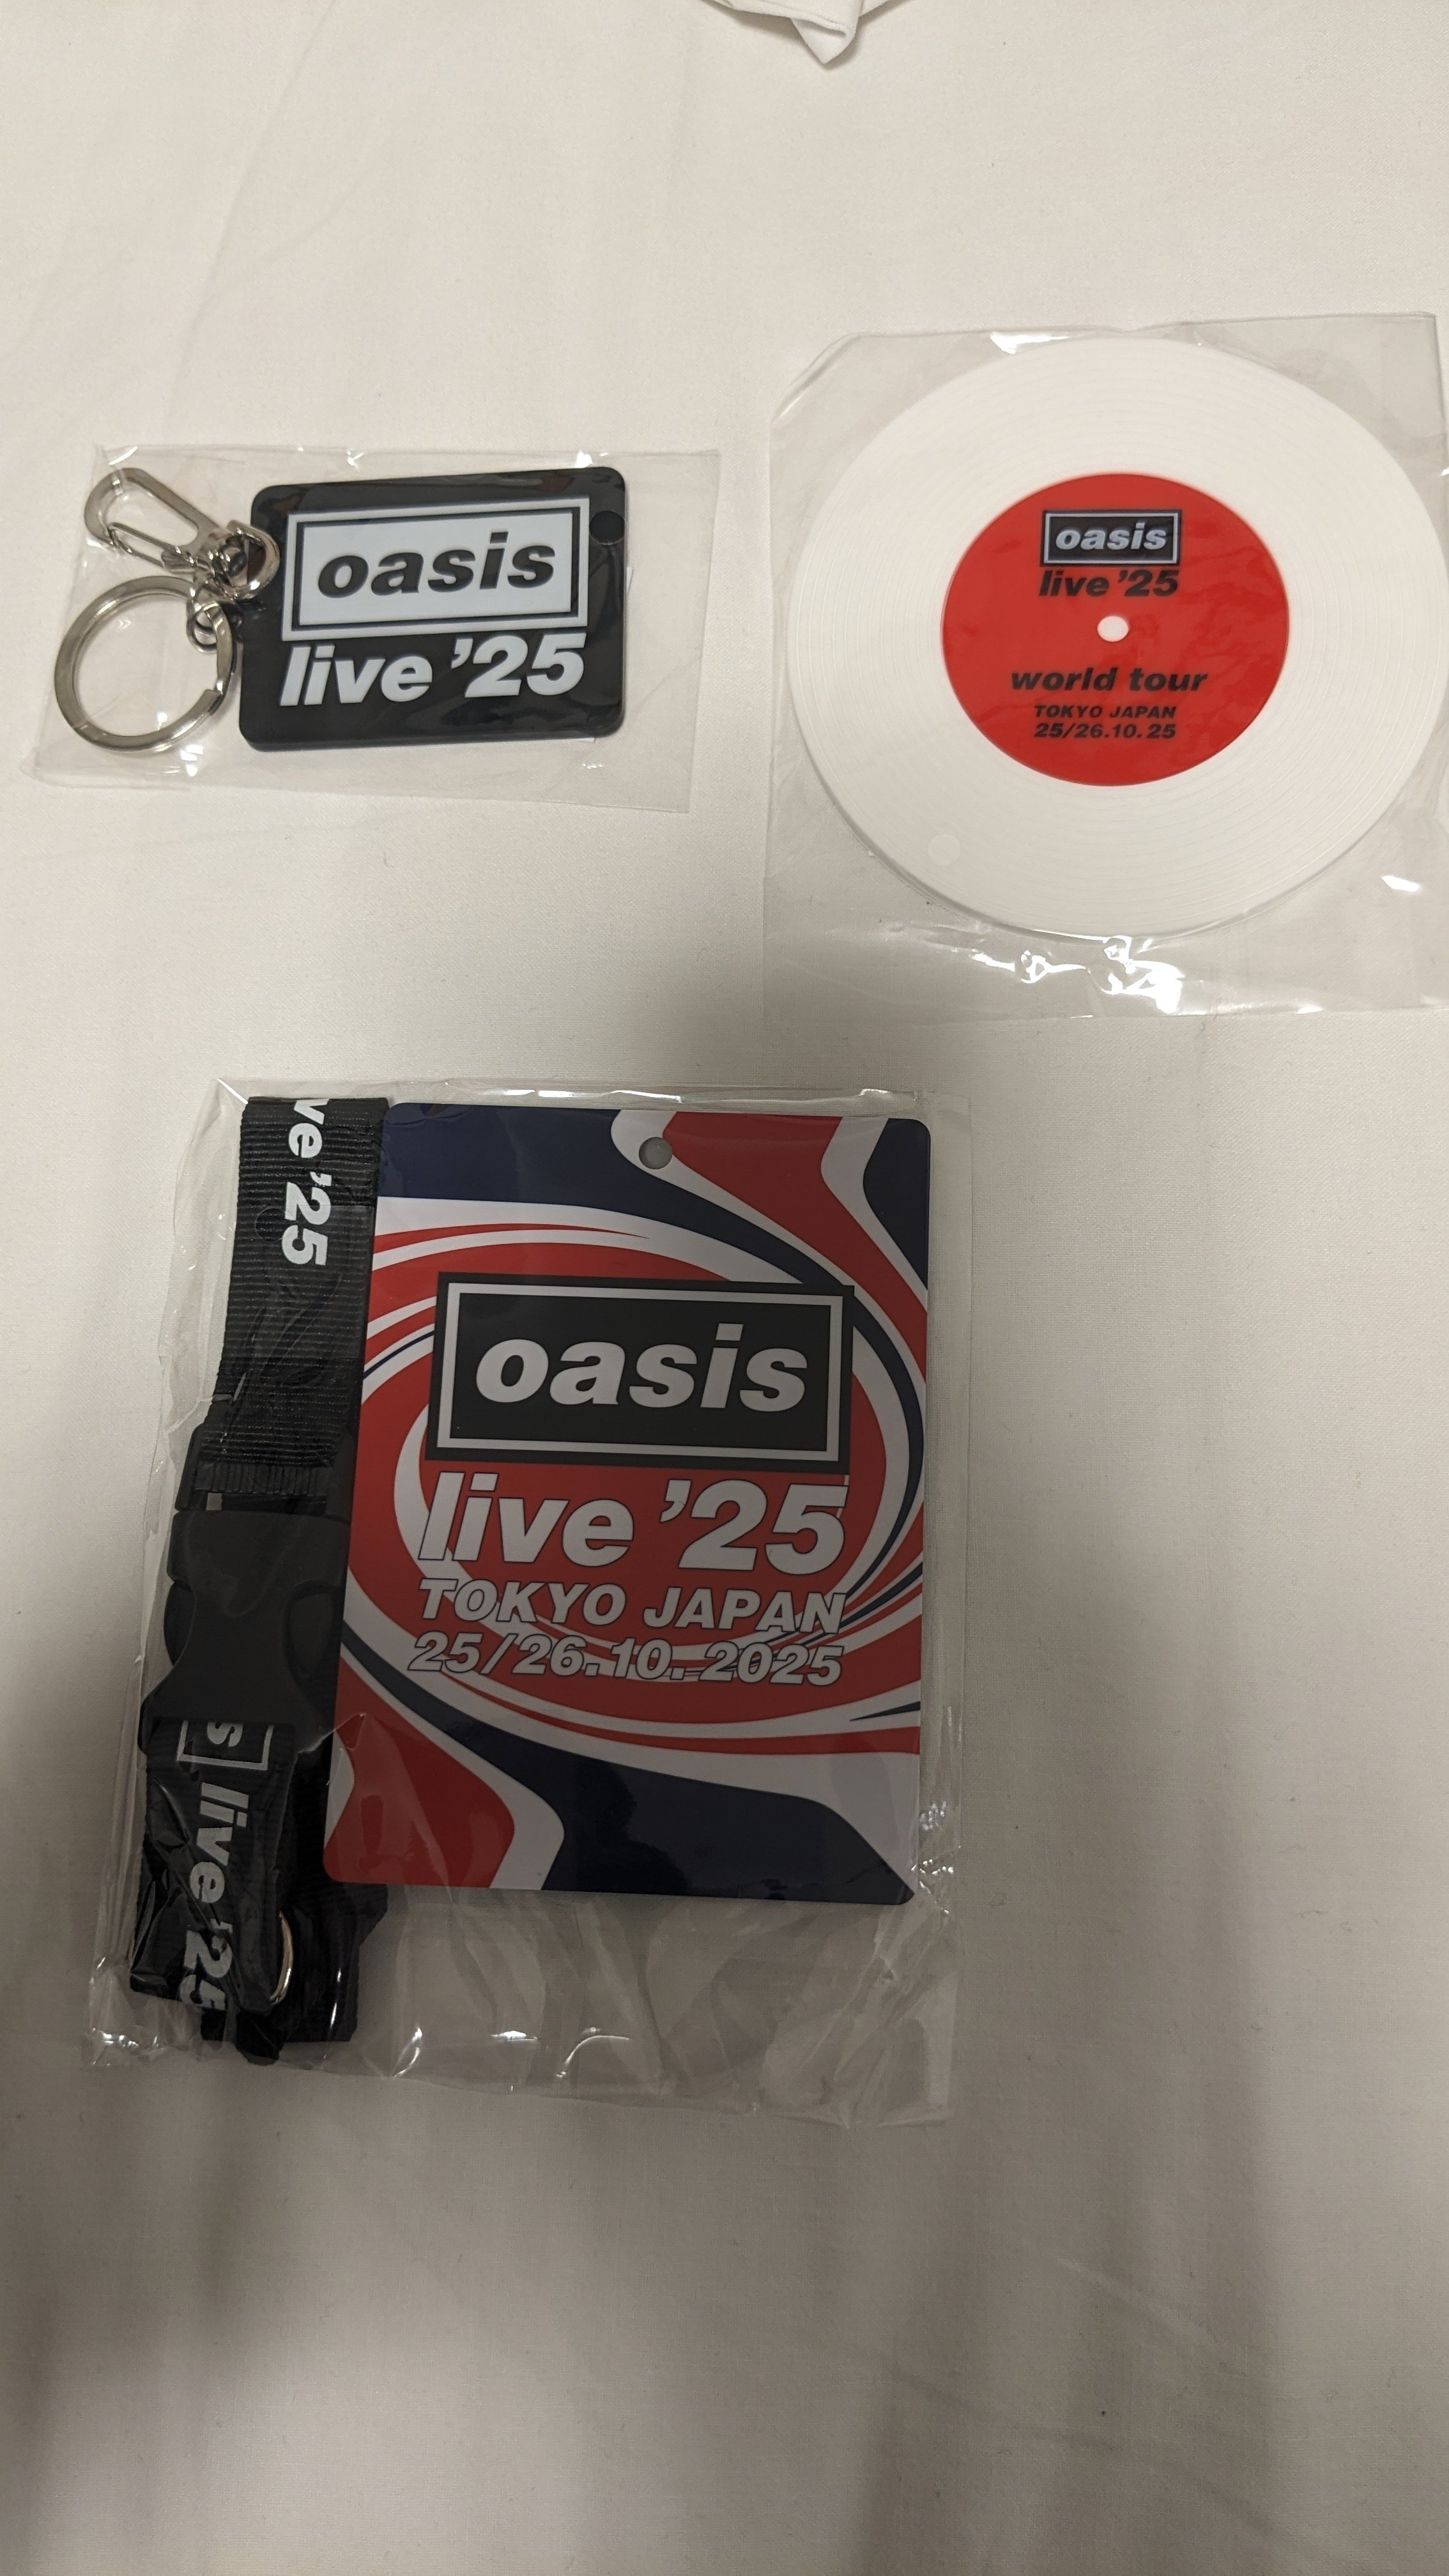 oasis
live '25
oasis
live '25
world tour
TOKYO JAPAN
25/26.10.25
ve '25
oasis
live '25
TOKYO JAPAN
25/26.10.2025
s live '25